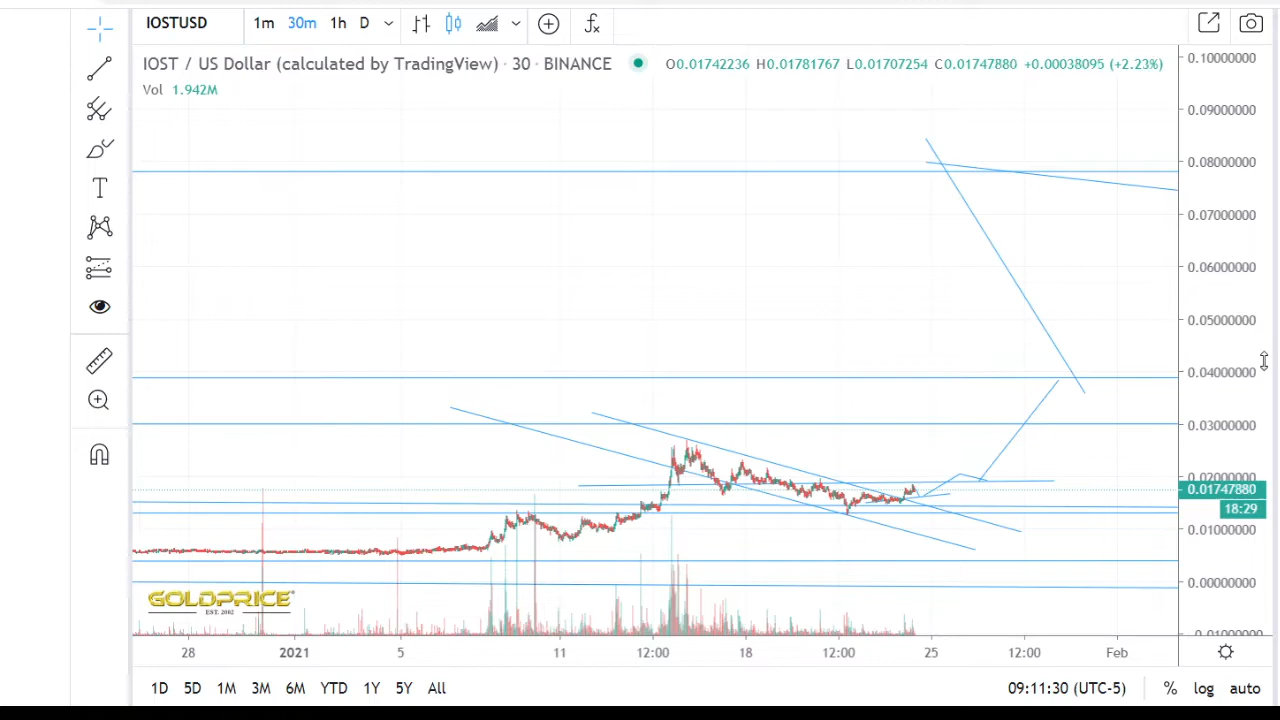 IOSTUSD 1m 30m 1h D
IOST / US Dollar (calculated by TradingView) · 30 · BINANCE O0.01742236 H0.01781767 L0.01707254 C0.01747880 +0.00038095 (+2.23%)
Vol 1.942M
0.10000000
0.09000000
0.08000000
0.07000000
0.06000000
0.05000000
0.04000000
0.03000000
0.02000000
0.01747880
18:29
0.01000000
0.00000000
GOLDPRICE
EST. 2002
28 2021 5 11 12:00 18 12:00 25 12:00 Feb
1D 5D 1M 3M 6M YTD 1Y 5Y All 09:11:30 (UTC-5) % log auto